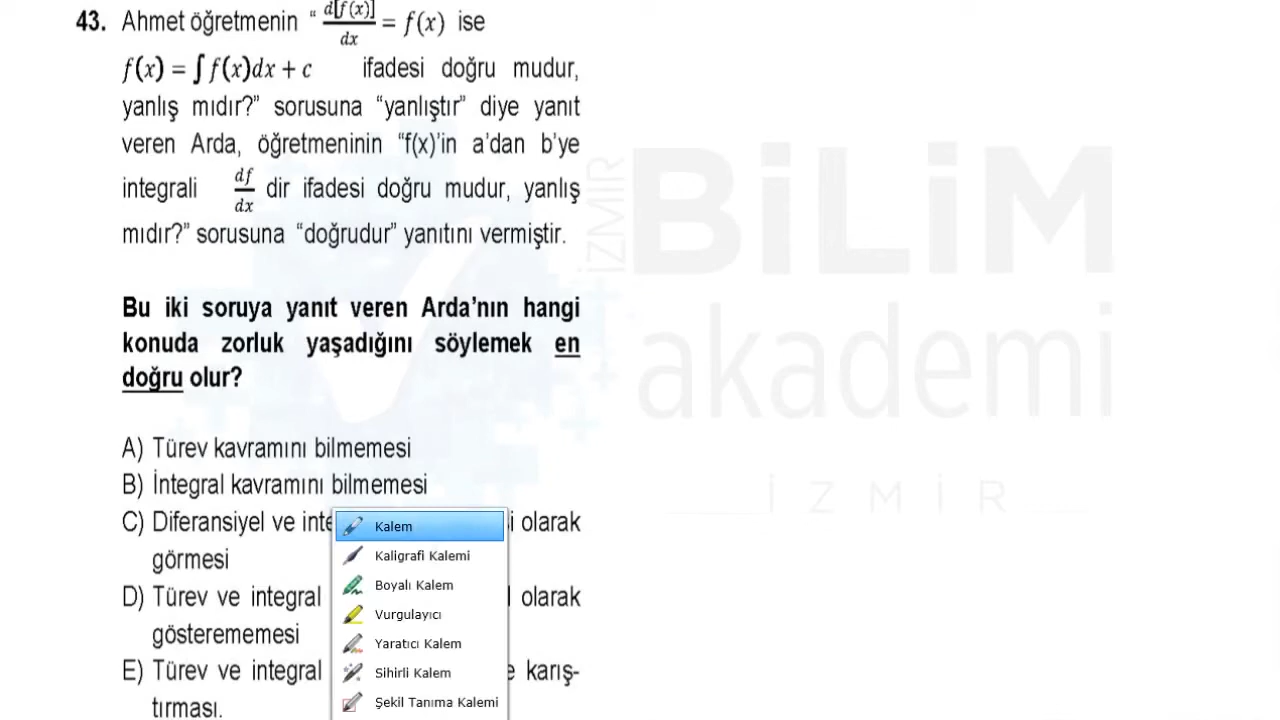 43. Ahmet öğretmenin “ d[f(x)]/dx = f(x) ise
f(x) = ∫ f(x)dx + c ifadesi doğru mudur,
yanlış mıdır?” sorusuna “yanlıştır” diye yanıt
veren Arda, öğretmeninin “f(x)’in a’dan b’ye
integrali df/dx dir ifadesi doğru mudur, yanlış
mıdır?” sorusuna “doğrudur” yanıtını vermiştir.
Bu iki soruya yanıt veren Arda’nın hangi
konuda zorluk yaşadığını söylemek en
doğru olur?
A) Türev kavramını bilmemesi
B) İntegral kavramını bilmemesi
C) Diferansiyel ve olarak
görmesi
D) Türev ve integral olarak
gösterememesi
E) Türev ve integral karış-
tırması.
Kalem
Kaligrafi Kalemi
Boyalı Kalem
Vurgulayıcı
Yaratıcı Kalem
Sihirli Kalem
Şekil Tanıma Kalemi
İZMİR
BiLiM
akademi
İZMİR